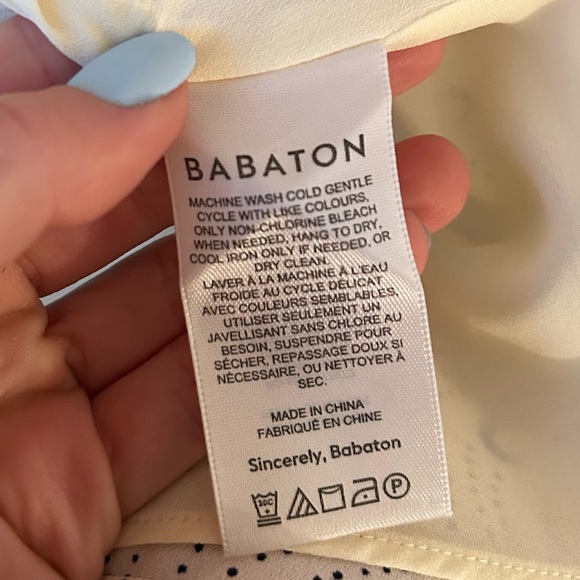 BABATON
MACHINE WASH COLD GENTLE
CYCLE WITH LIKE COLOURS,
ONLY NON-CHLORINE BLEACH
WHEN NEEDED, HANG TO DRY,
COOL IRON ONLY IF NEEDED, OR
DRY CLEAN.
LAVER À LA MACHINE À L'EAU
FROIDE AU CYCLE DÉLICAT
AVEC COULEURS SEMBLABLES,
UTILISER SEULEMENT UN
JAVELLISANT SANS CHLORE AU
BESOIN, SUSPENDRE POUR
SÉCHER, REPASSAGE DOUX SI
NÉCESSAIRE, OU NETTOYER À
SEC.
MADE IN CHINA
FABRIQUÉ EN CHINE
Sincerely, Babaton
30C P